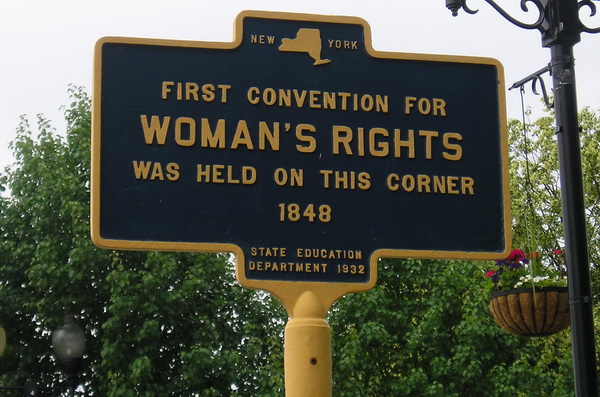 NEW YORK
FIRST CONVENTION FOR
WOMAN'S RIGHTS
WAS HELD ON THIS CORNER
1848
STATE EDUCATION
DEPARTMENT 1932